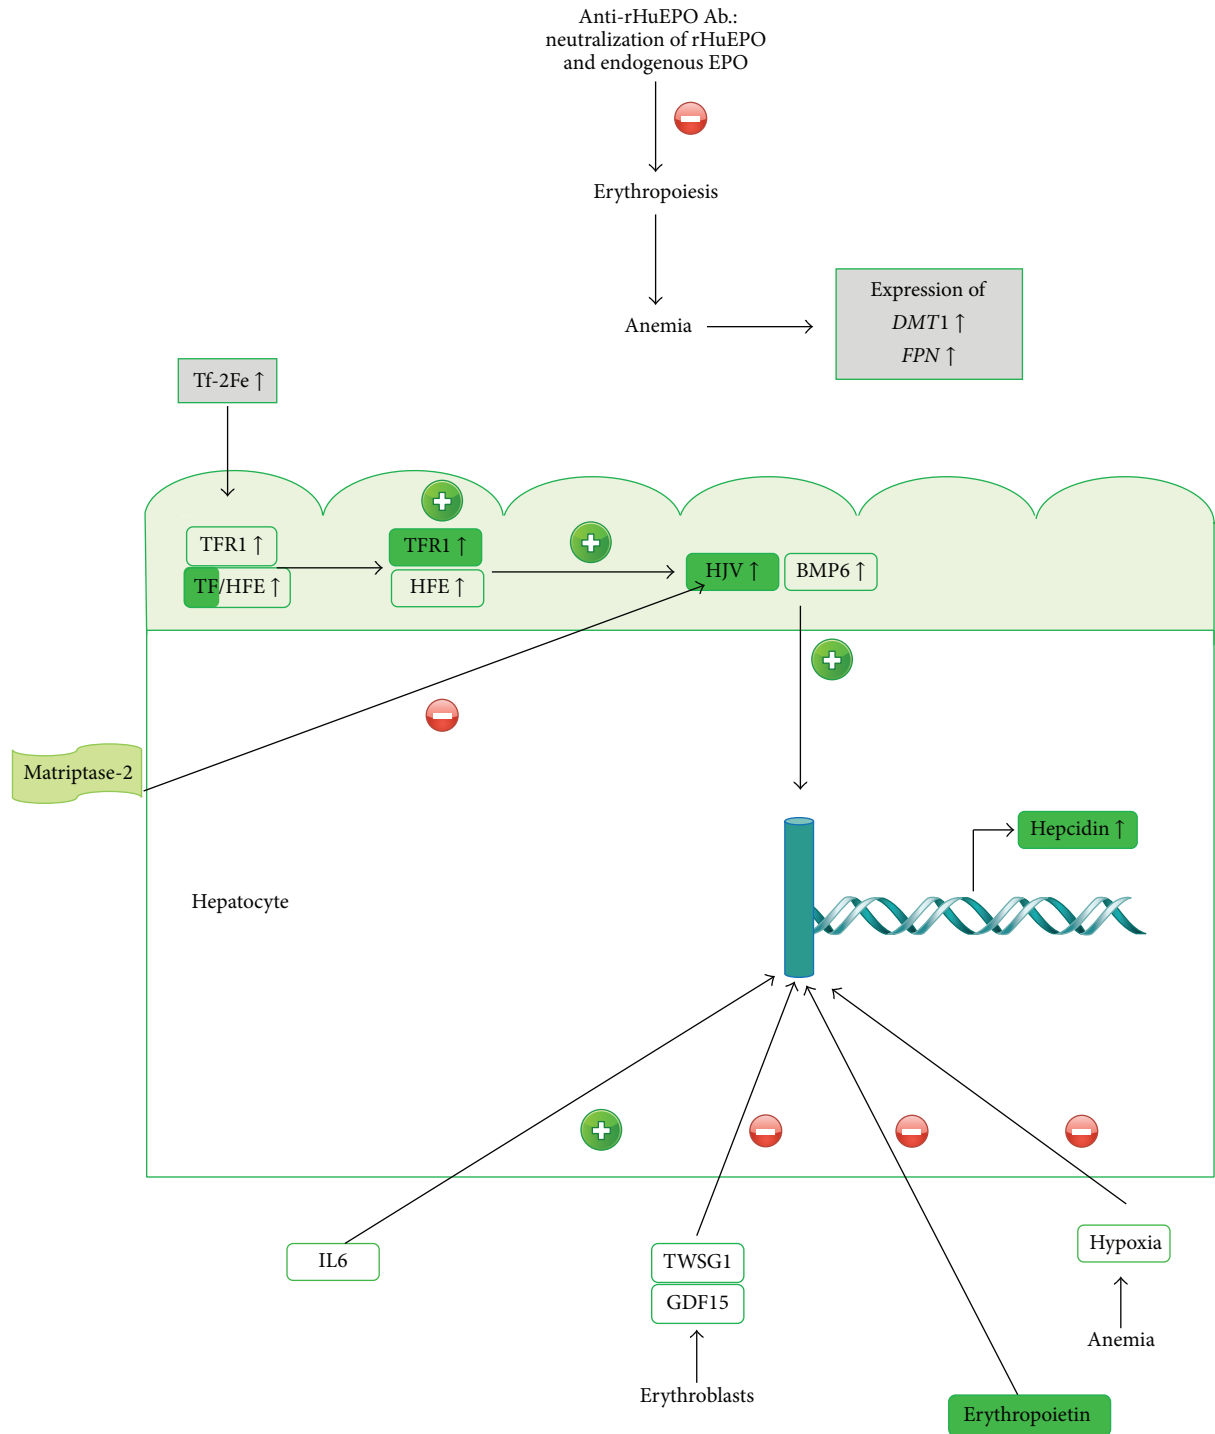 Anti-rHuEPO Ab.:
neutralization of rHuEPO
and endogenous EPO
Erythropoiesis
Anemia
Expression of
DMT1 ↑
FPN ↑
Tf-2Fe ↑
TFR1 ↑
TF/HFE ↑
TFR1 ↑
HFE ↑
HJV ↑
BMP6 ↑
Matriptase-2
Hepcidin ↑
Hepatocyte
IL6
TWSG1
GDF15
Erythroblasts
Hypoxia
Anemia
Erythropoietin